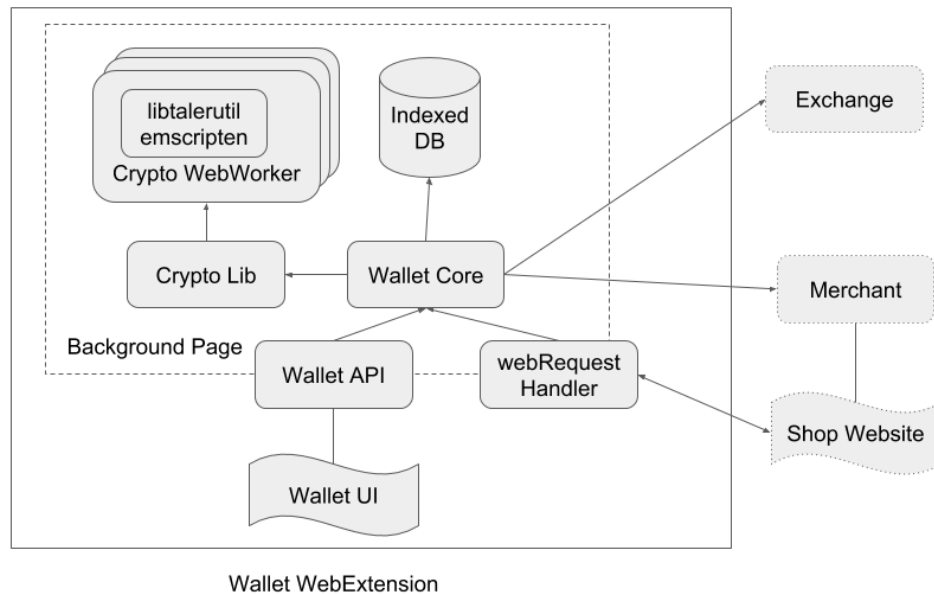 libtalerutil
emscripten
Crypto WebWorker
Indexed
DB
Exchange
Crypto Lib
Wallet Core
Merchant
Background Page
Wallet API
webRequest
Handler
Shop Website
Wallet UI
Wallet WebExtension